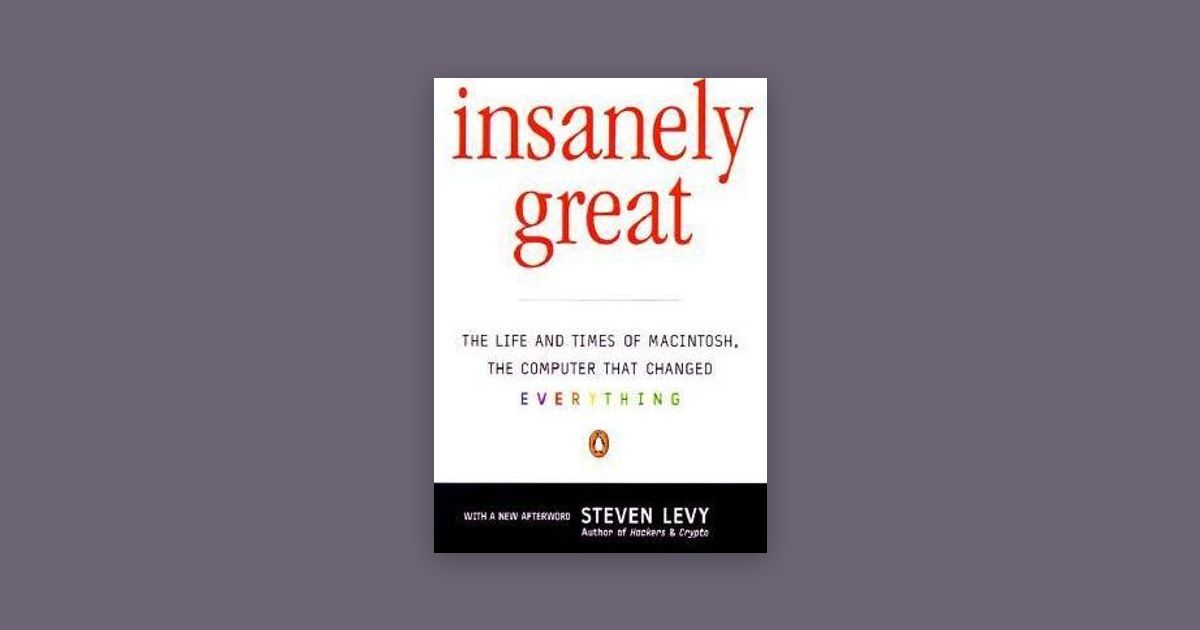 insanely
great
THE LIFE AND TIMES OF MACINTOSH,
THE COMPUTER THAT CHANGED
EVERYTHING
WITH A NEW AFTERWORD STEVEN LEVY
Author of Hackers & Crypto